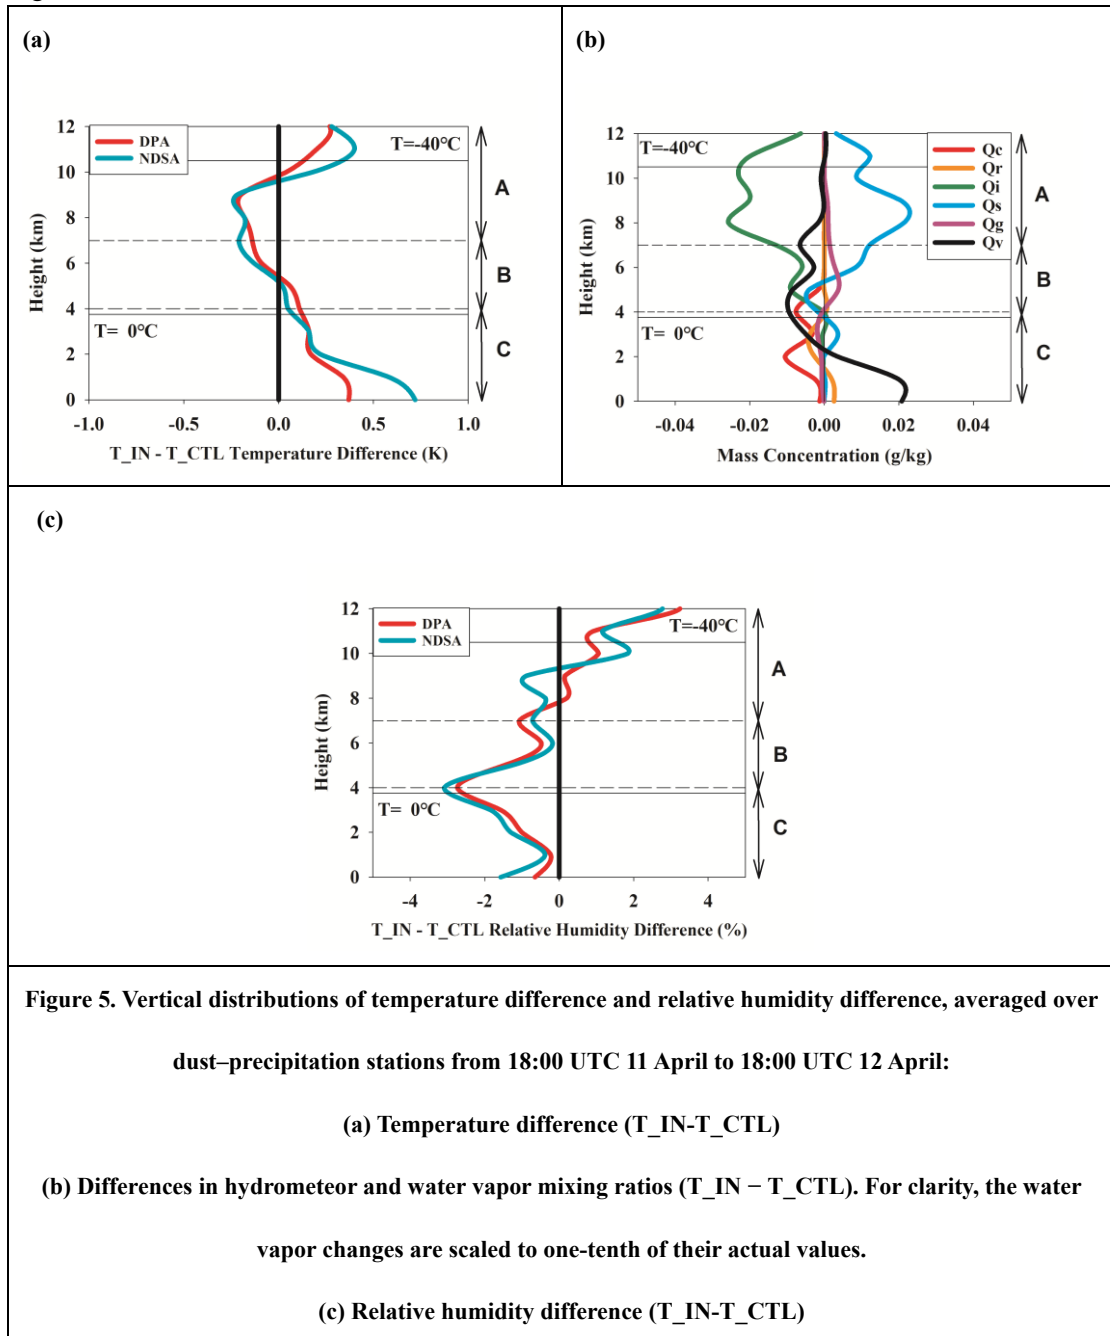 (a)
DPA
NDSA
T=-40°C
T= 0°C
12
10
8
6
4
2
0
Height (km)
-1.0 -0.5 0.0 0.5 1.0
T_IN - T_CTL Temperature Difference (K)
A
B
C
(b)
T=-40°C
T= 0°C
Qc
Qr
Qi
Qs
Qg
Qv
12
10
8
6
4
2
0
Height (km)
-0.04 -0.02 0.00 0.02 0.04
Mass Concentration (g/kg)
A
B
C
(c)
DPA
NDSA
T=-40°C
T= 0°C
12
10
8
6
4
2
0
Height (km)
-4 -2 0 2 4
T_IN - T_CTL Relative Humidity Difference (%)
A
B
C
Figure 5. Vertical distributions of temperature difference and relative humidity difference, averaged over
dust–precipitation stations from 18:00 UTC 11 April to 18:00 UTC 12 April:
(a) Temperature difference (T_IN-T_CTL)
(b) Differences in hydrometeor and water vapor mixing ratios (T_IN − T_CTL). For clarity, the water
vapor changes are scaled to one-tenth of their actual values.
(c) Relative humidity difference (T_IN-T_CTL)